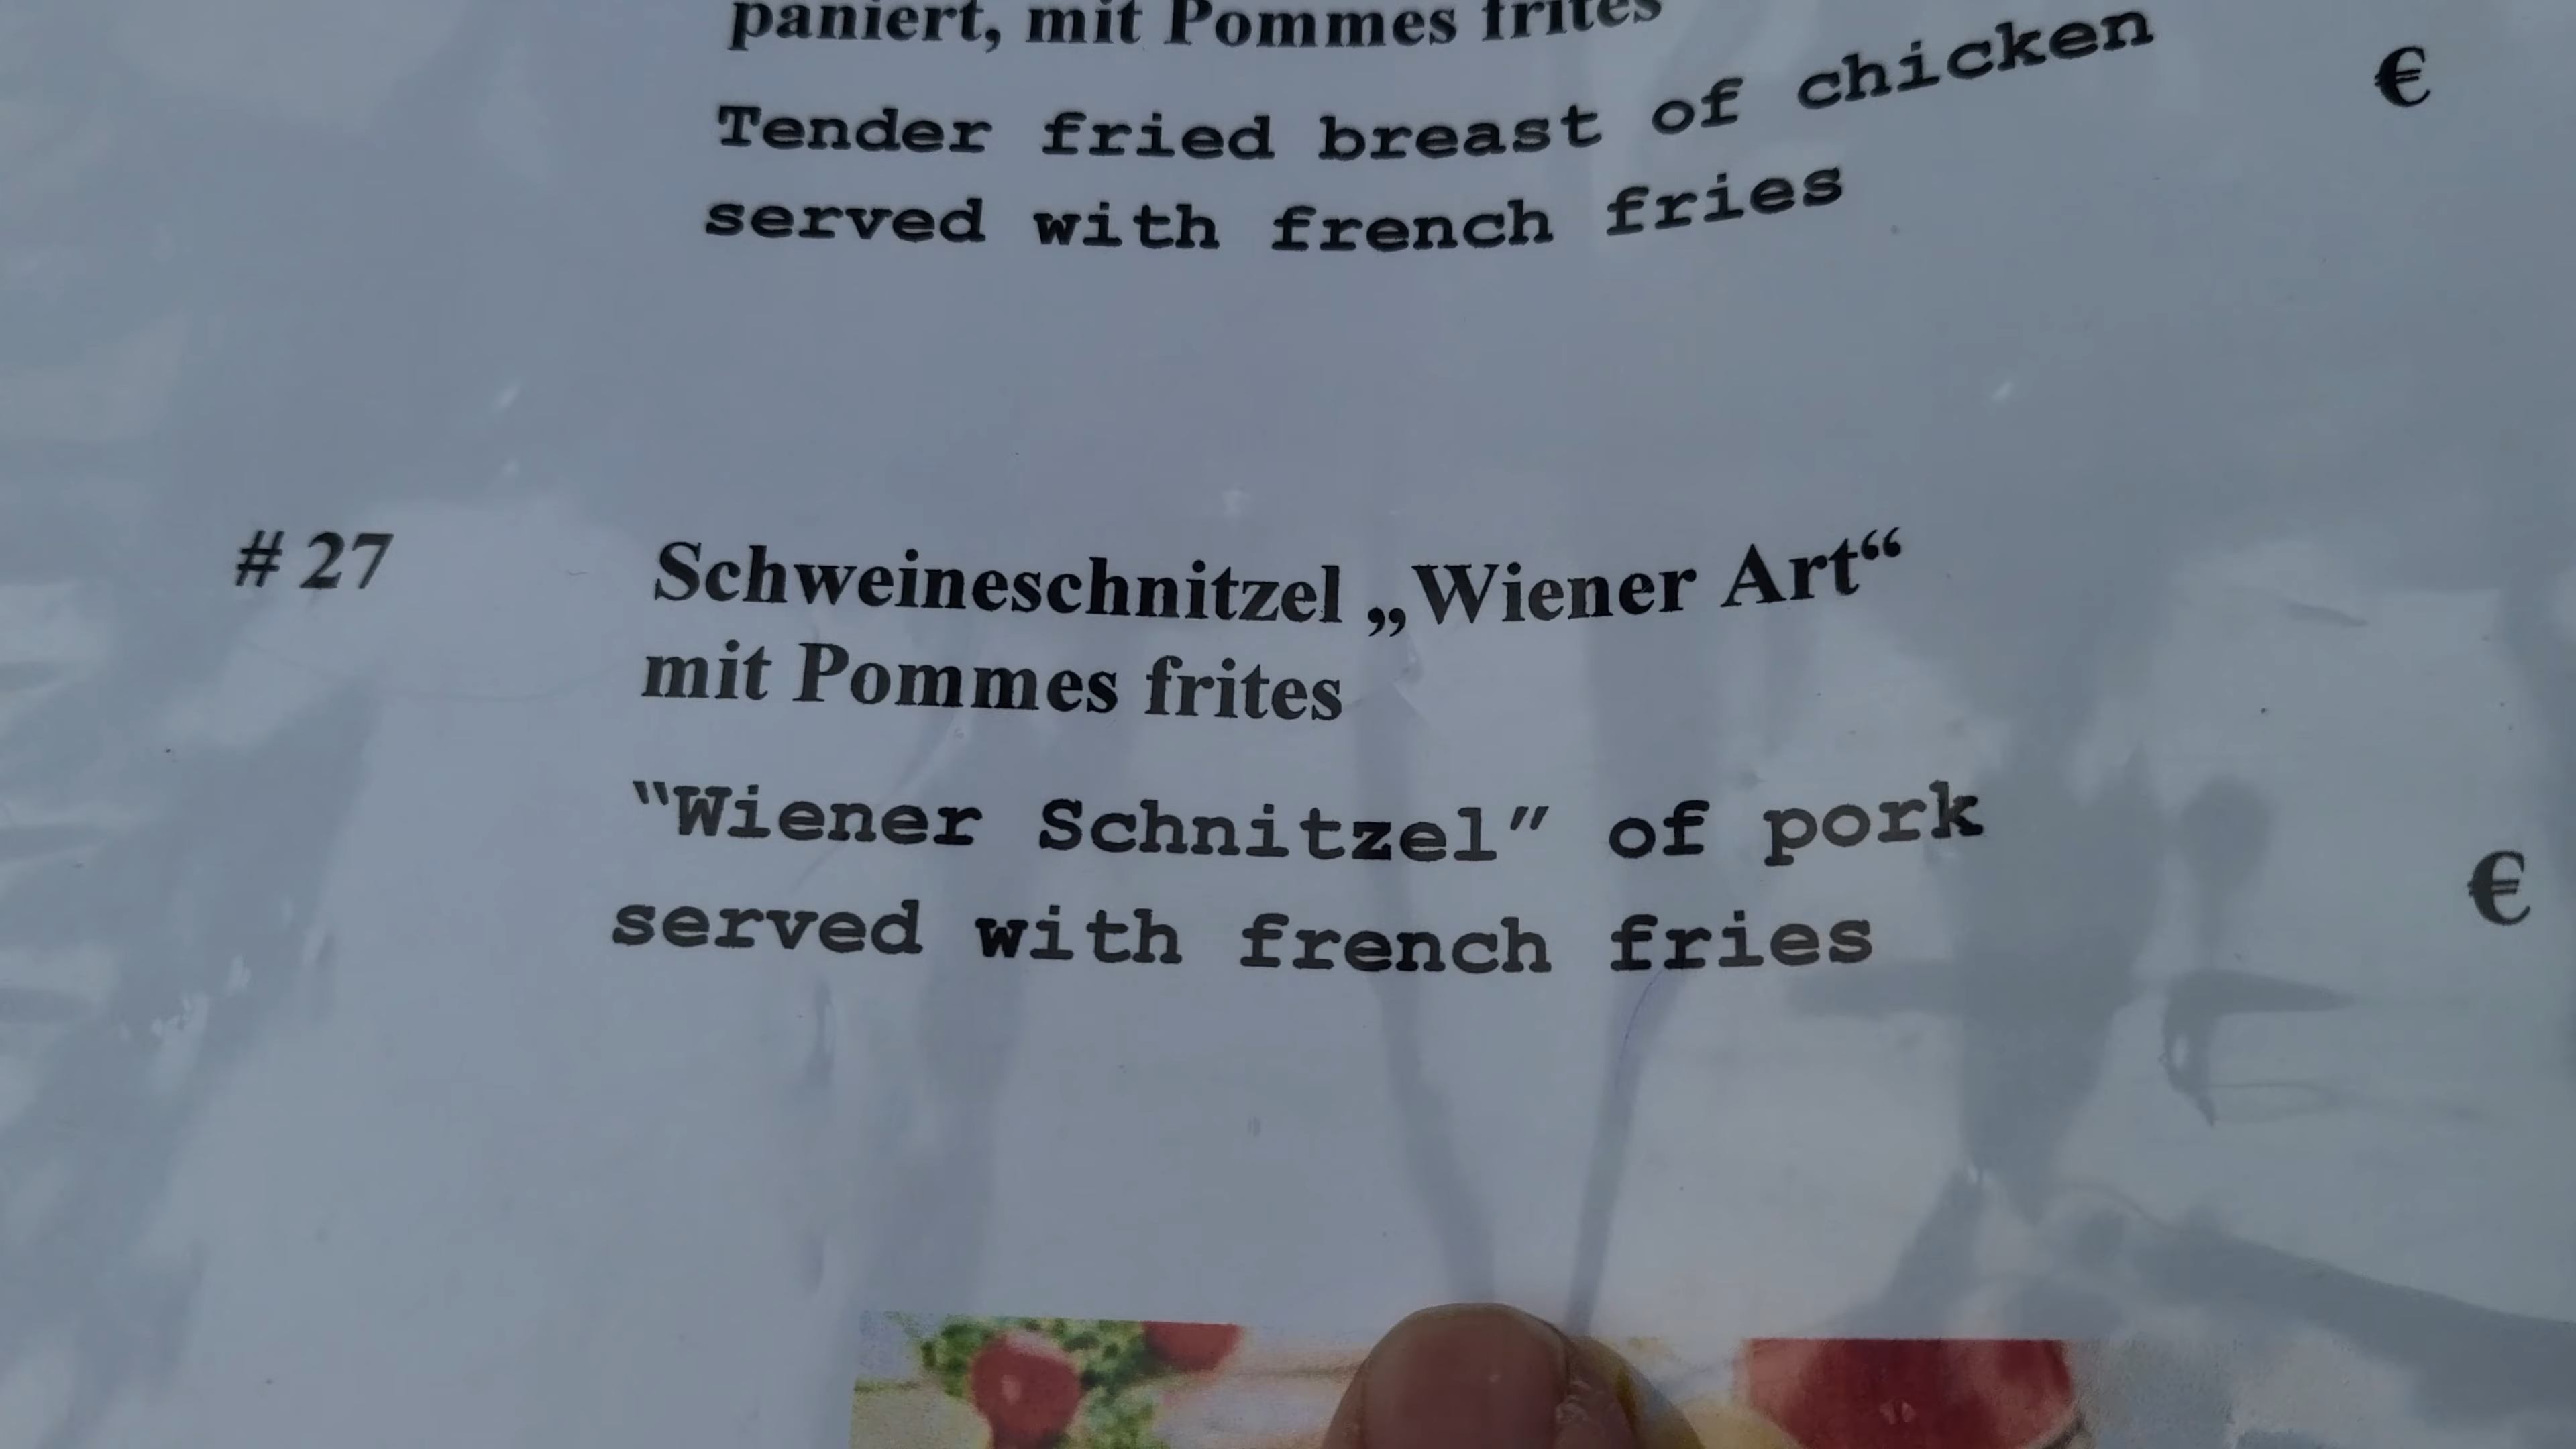 paniert, mit Pommes frites
Tender fried breast of chicken
€
served with french fries
# 27
Schweineschnitzel „Wiener Art“
mit Pommes frites
"Wiener Schnitzel" of pork
€
served with french fries